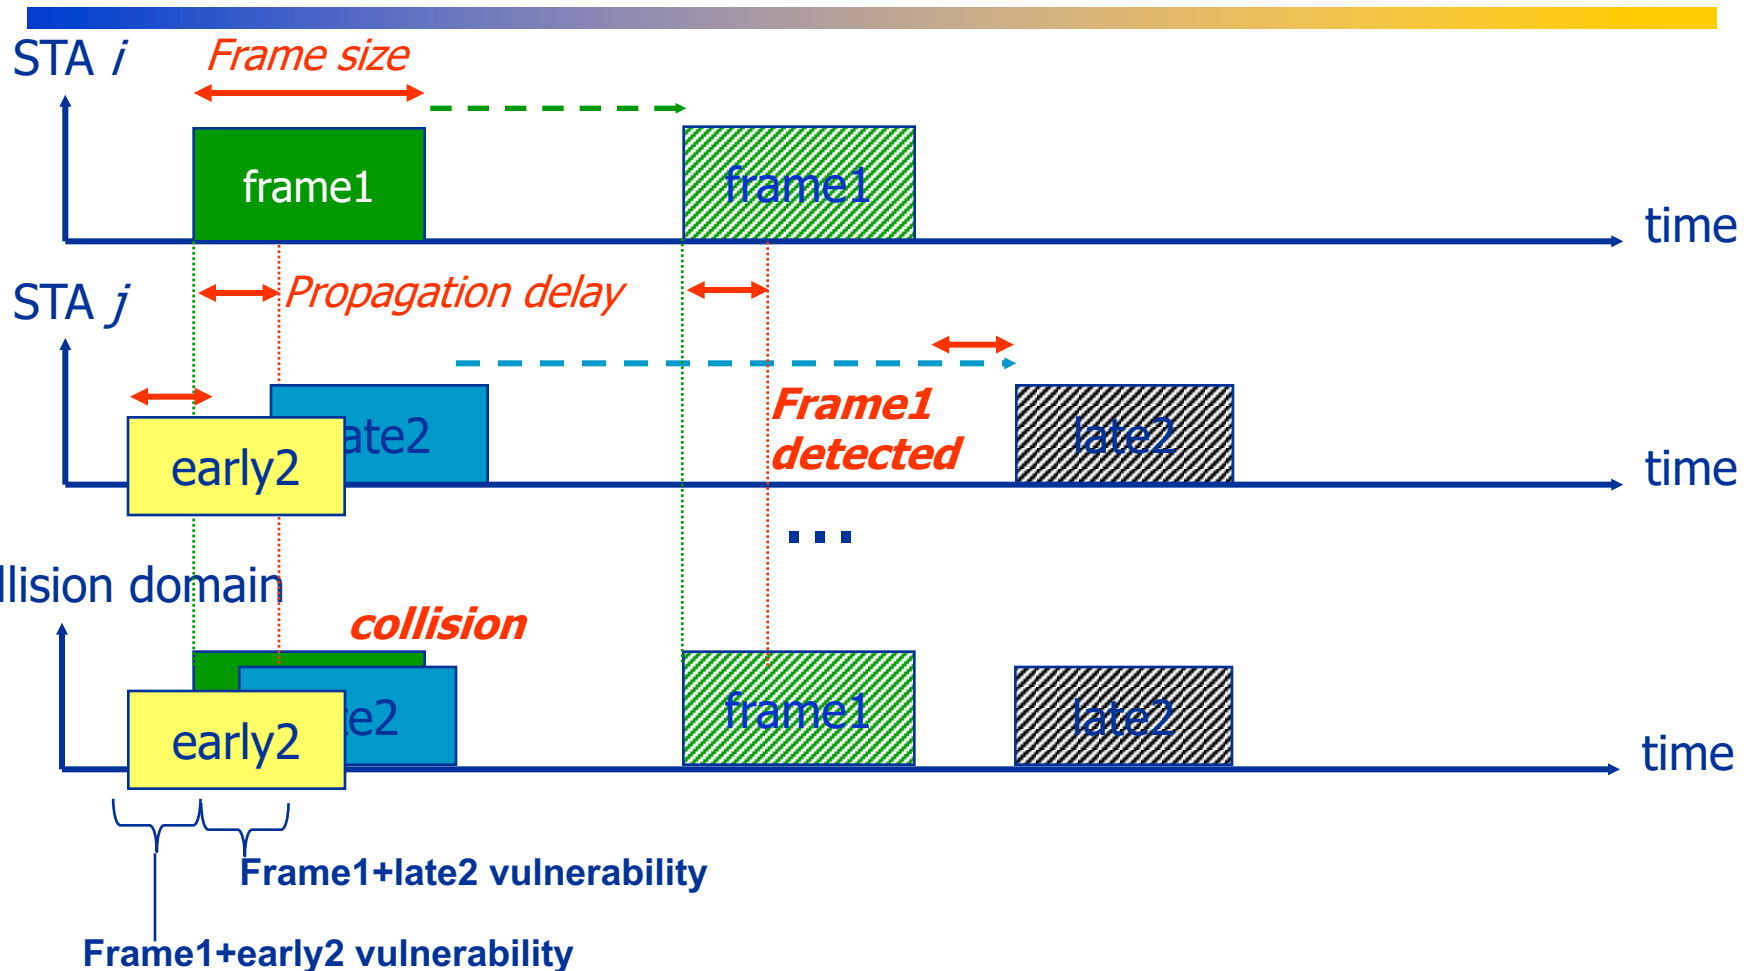 STA i
Frame size
frame1
frame1
time
STA j
Propagation delay
early2
ate2
Frame1
detected
late2
time
...
llision domain
collision
early2
e2
frame1
late2
time
Frame1+late2 vulnerability
Frame1+early2 vulnerability